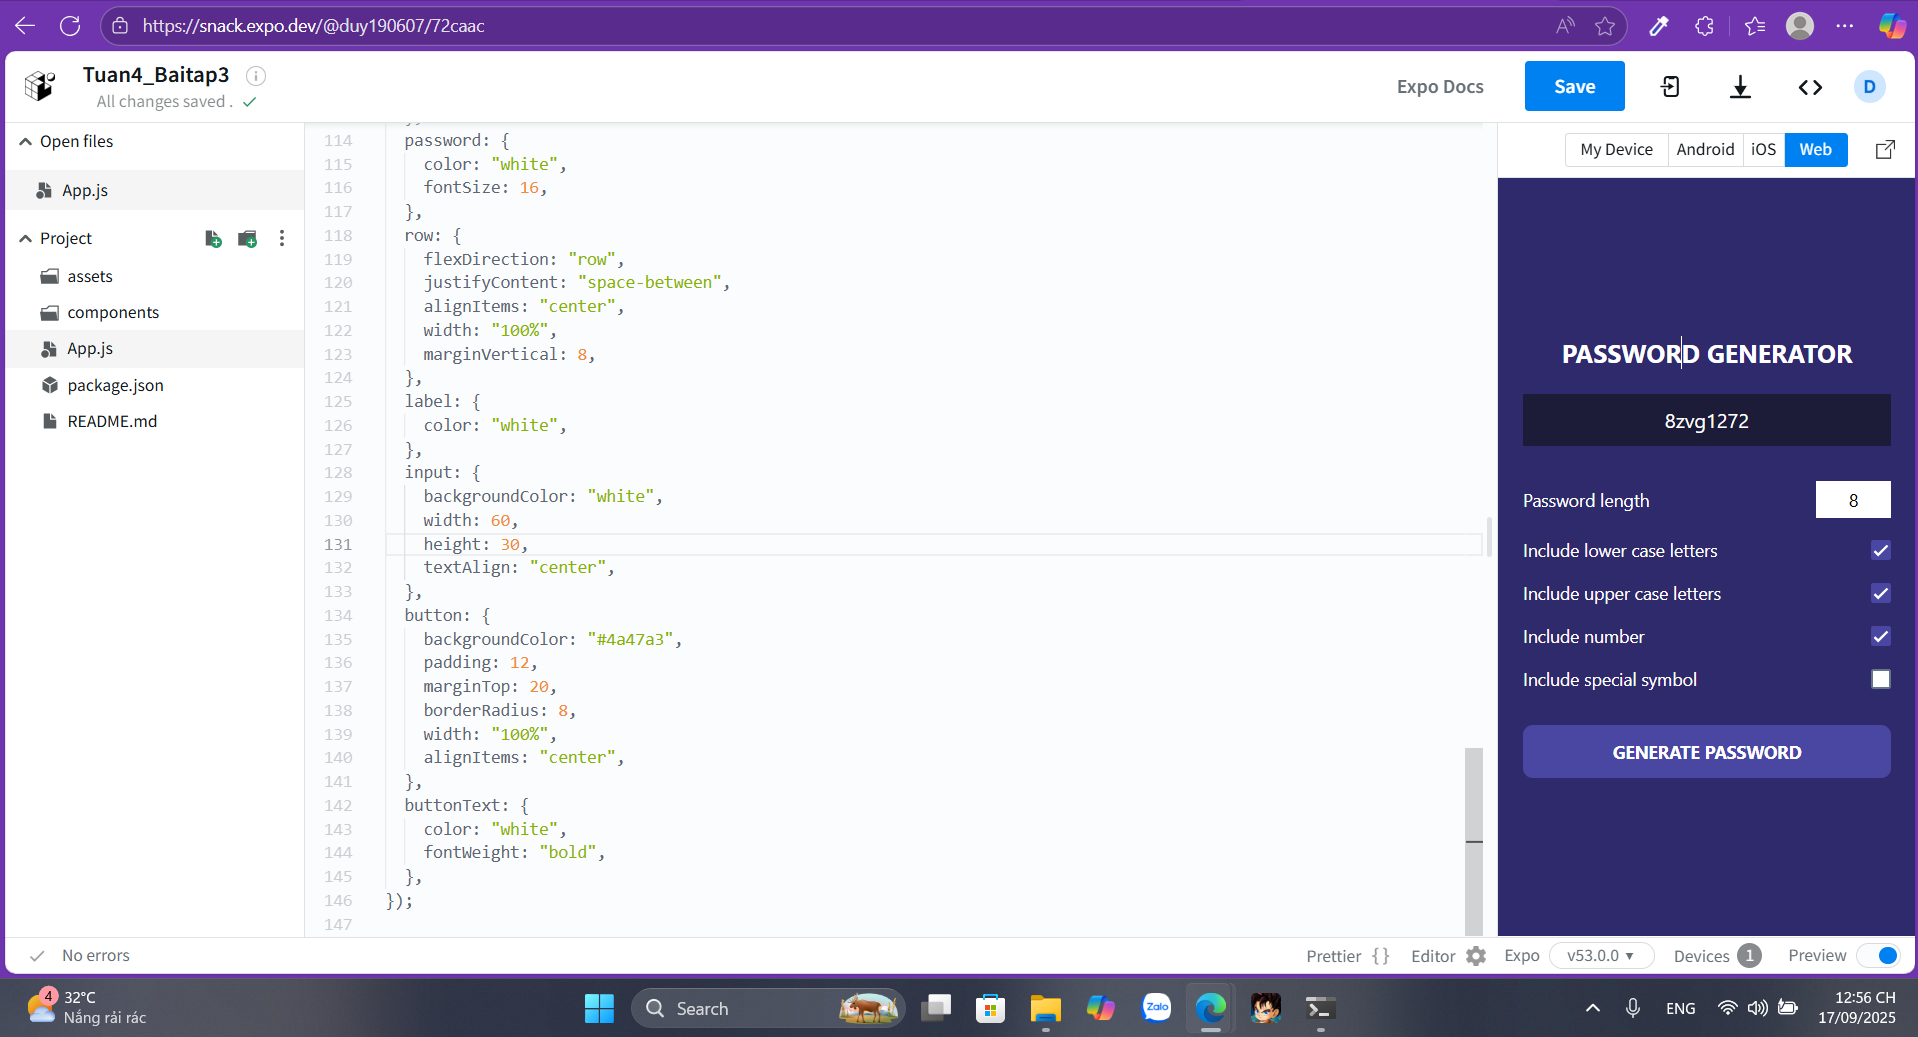 https://snack.expo.dev/@duy190607/72caac
Tuan4_Baitap3
All changes saved .
Expo Docs
Save
D
Open files
App.js
Project
assets
components
App.js
package.json
README.md
114 password: {
115 color: "white",
116 fontSize: 16,
117 },
118 row: {
119 flexDirection: "row",
120 justifyContent: "space-between",
121 alignItems: "center",
122 width: "100%",
123 marginVertical: 8,
124 },
125 label: {
126 color: "white",
127 },
128 input: {
129 backgroundColor: "white",
130 width: 60,
131 height: 30,
132 textAlign: "center",
133 },
134 button: {
135 backgroundColor: "#4a47a3",
136 padding: 12,
137 marginTop: 20,
138 borderRadius: 8,
139 width: "100%",
140 alignItems: "center",
141 },
142 buttonText: {
143 color: "white",
144 fontWeight: "bold",
145 },
146 });
147
My Device Android iOS Web
PASSWORD GENERATOR
8zvg1272
Password length 8
Include lower case letters
Include upper case letters
Include number
Include special symbol
GENERATE PASSWORD
No errors
Prettier { } Editor Expo v53.0.0 Devices 1 Preview
4
32°C
Nắng rải rác
Search
Zalo
ENG
12:56 CH
17/09/2025